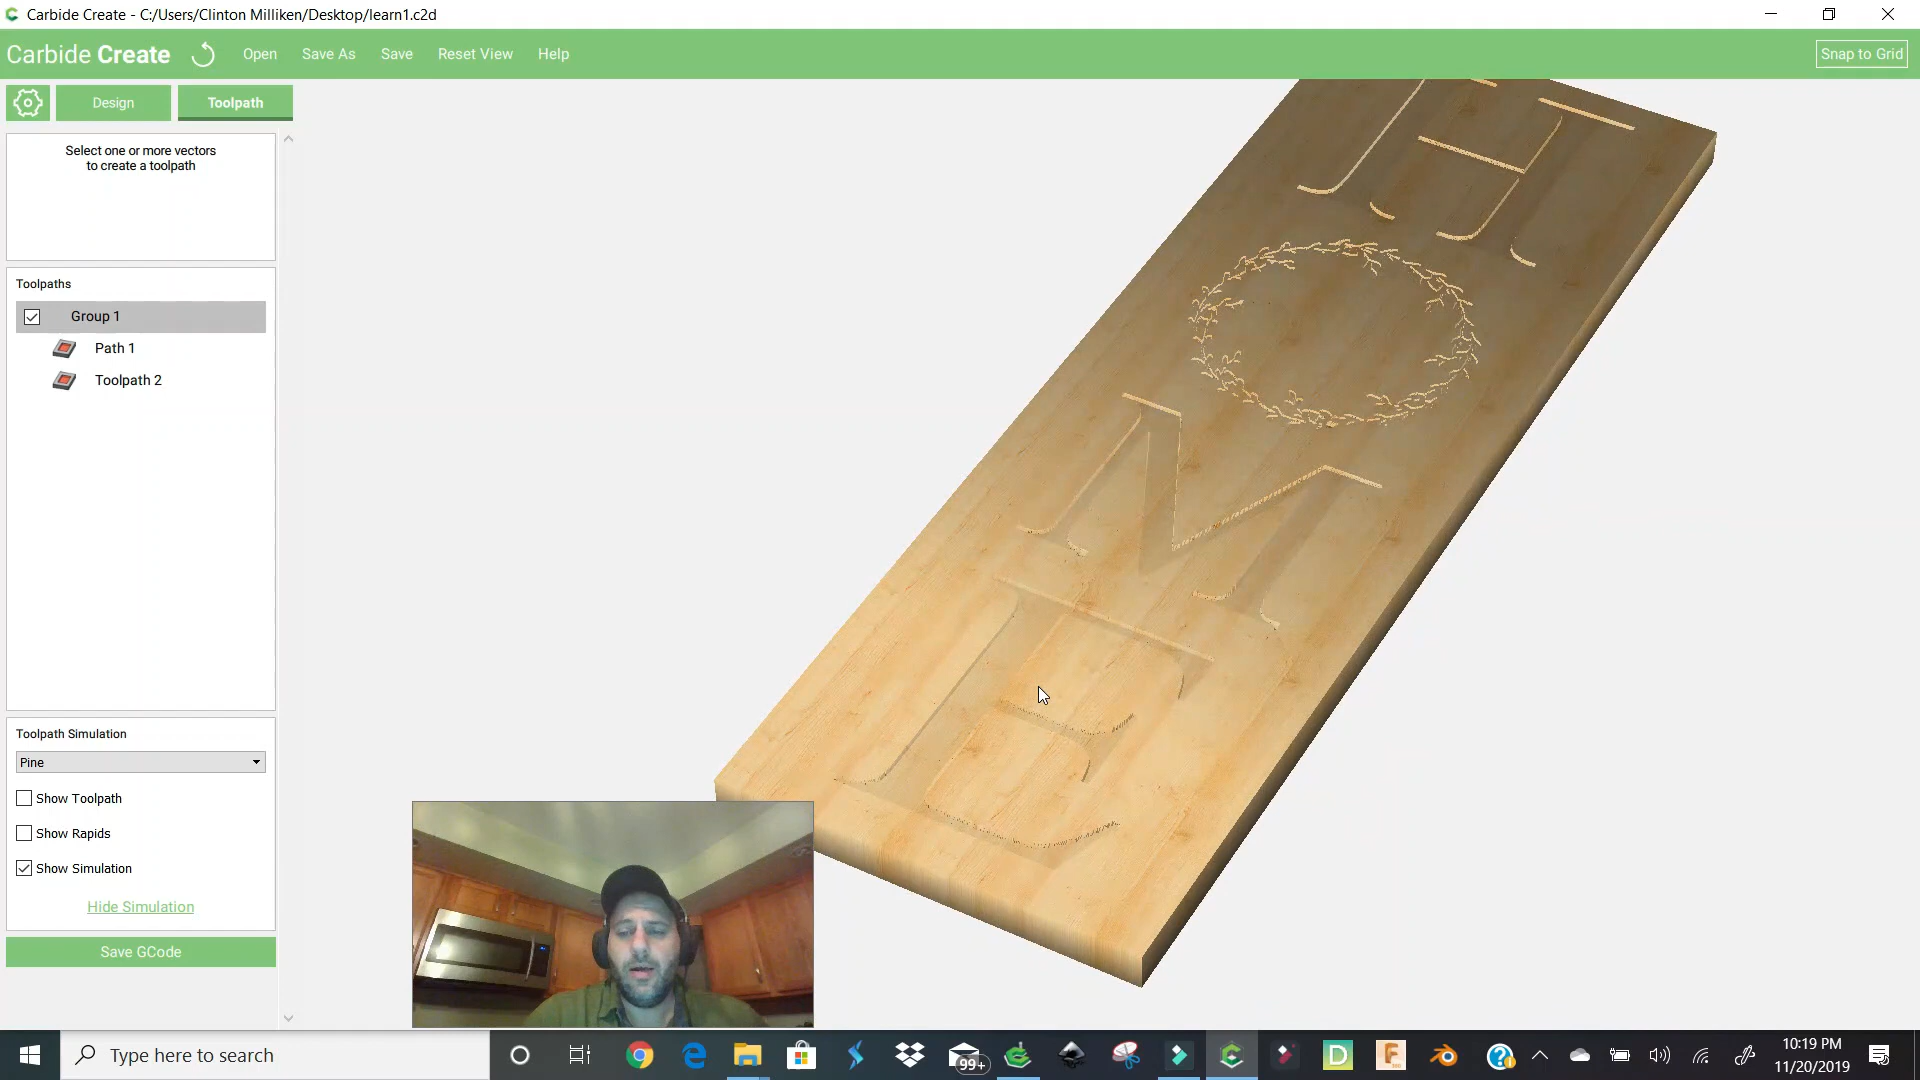 Carbide Create - C:/Users/Clinton Milliken/Desktop/learn1.c2d
Carbide Create Open Save As Save Reset View Help Snap to Grid
Design Toolpath
Select one or more vectors
to create a toolpath
Toolpaths
Group 1
Path 1
Toolpath 2
Toolpath Simulation
Pine
Show Toolpath
Show Rapids
Show Simulation
Hide Simulation
Save GCode
H
M
E
Type here to search
99+
D
F
10:19 PM
11/20/2019